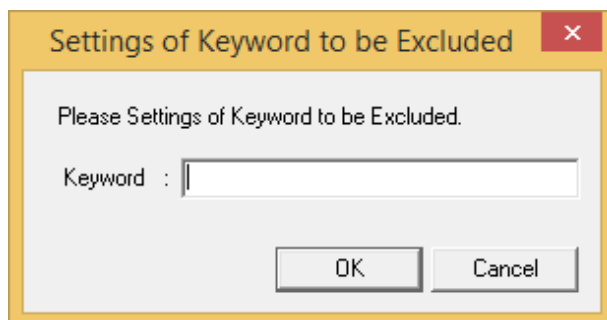 Settings of Keyword to be Excluded
Please Settings of Keyword to be Excluded.
Keyword :
OK Cancel